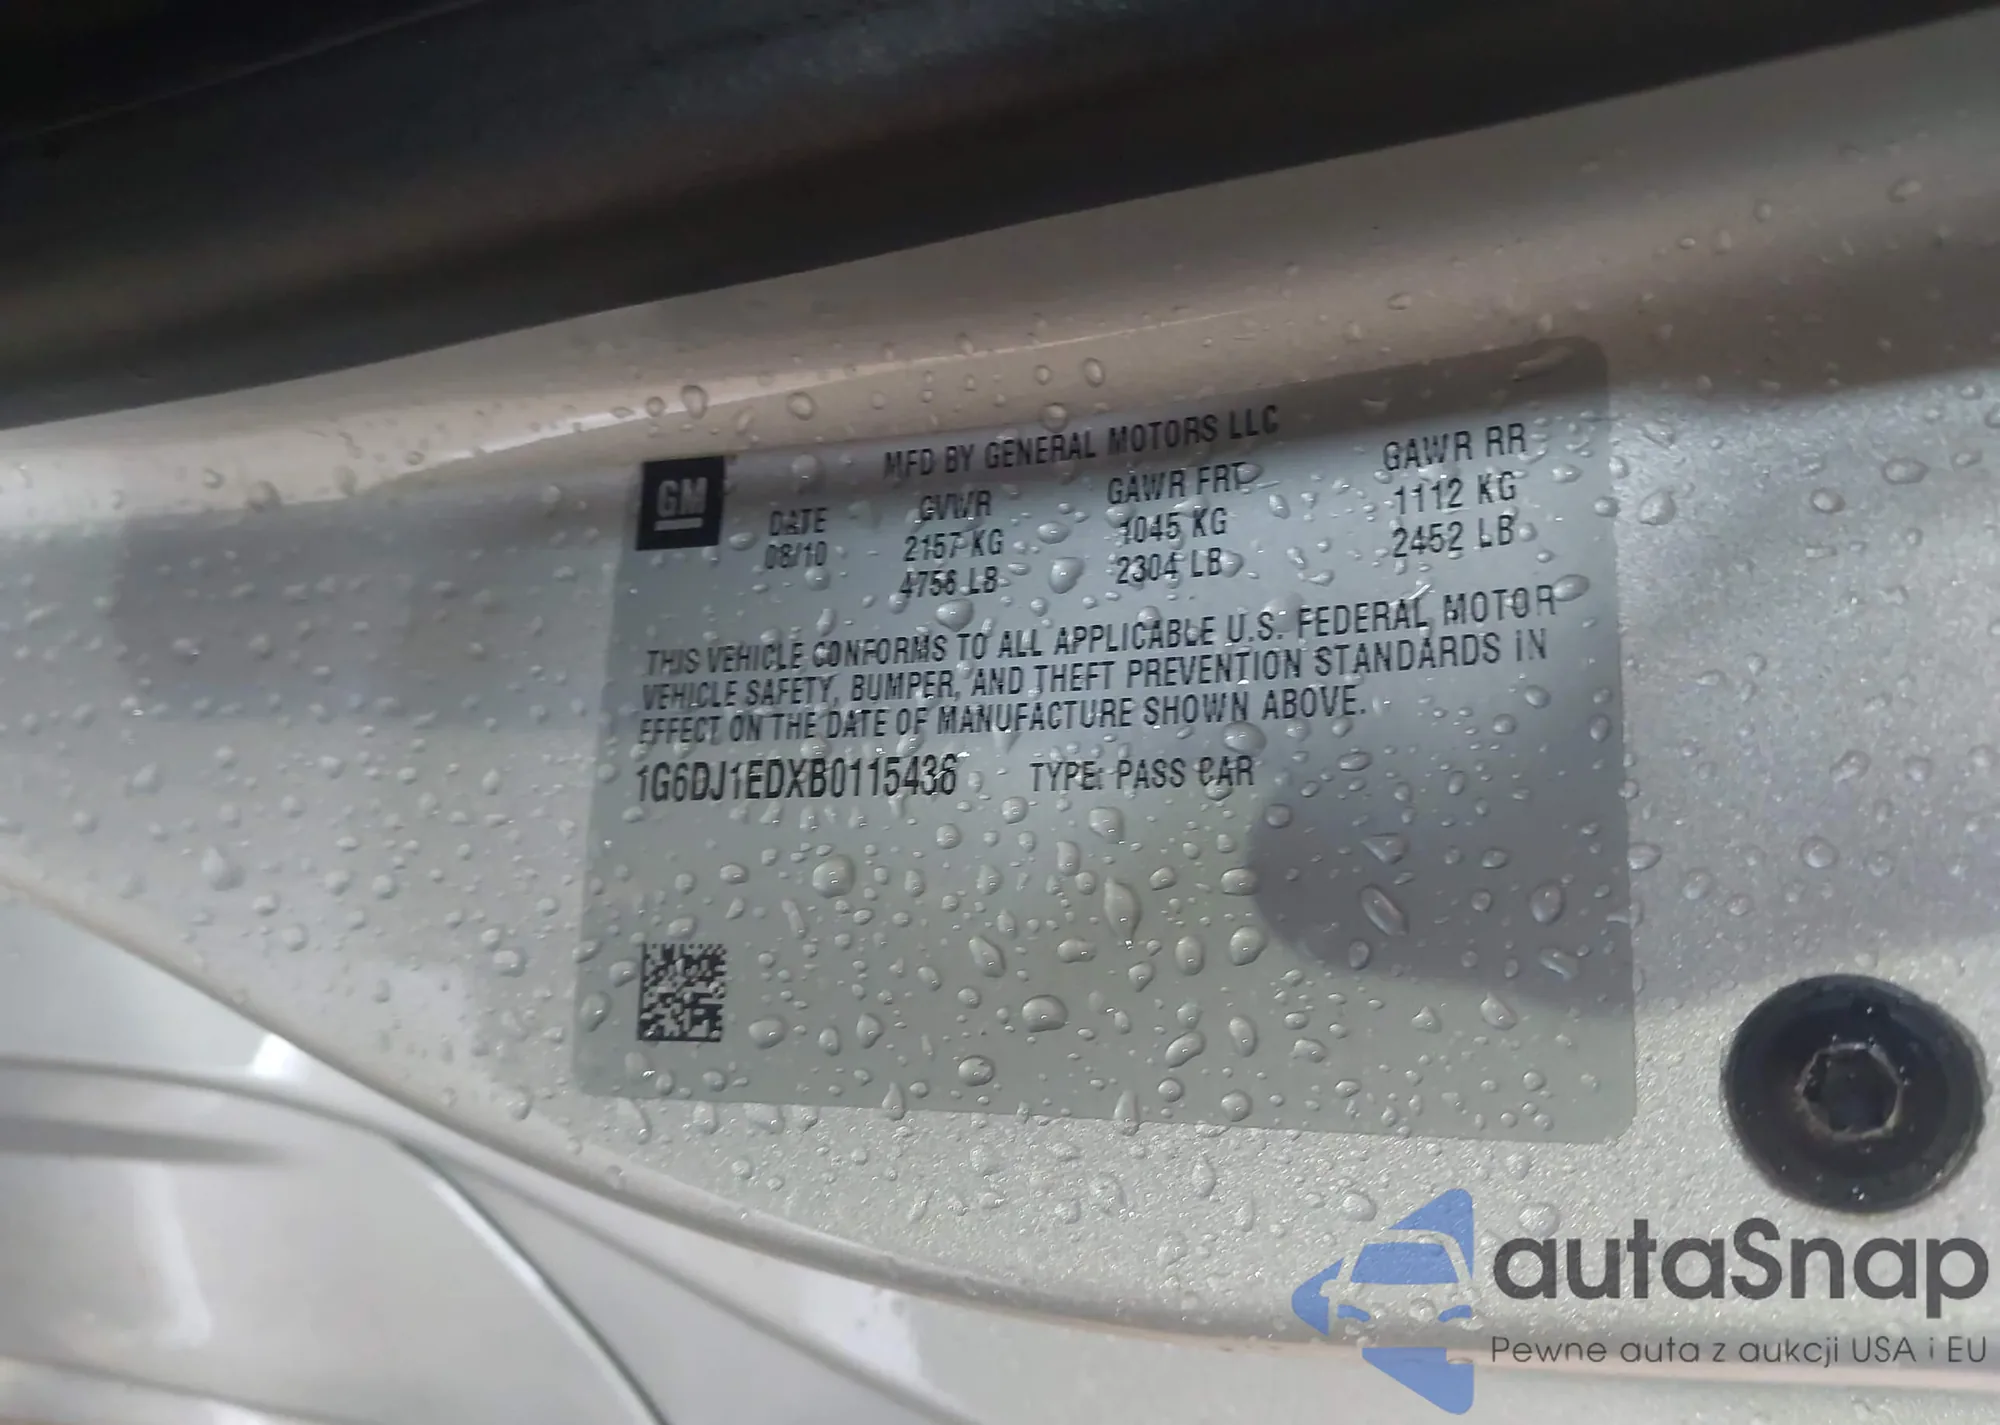 MFD BY GENERAL MOTORS LLC
GM
DATE GVWR GAWR FRT GAWR RR
08/10 2157 KG 1045 KG 1112 KG
4756 LB 2304 LB 2452 LB
THIS VEHICLE CONFORMS TO ALL APPLICABLE U.S. FEDERAL MOTOR
VEHICLE SAFETY, BUMPER, AND THEFT PREVENTION STANDARDS IN
EFFECT ON THE DATE OF MANUFACTURE SHOWN ABOVE.
1G6DJ1EDXB0115436 TYPE: PASS CAR
autaSnap
Pewne auta z aukcji USA i EU